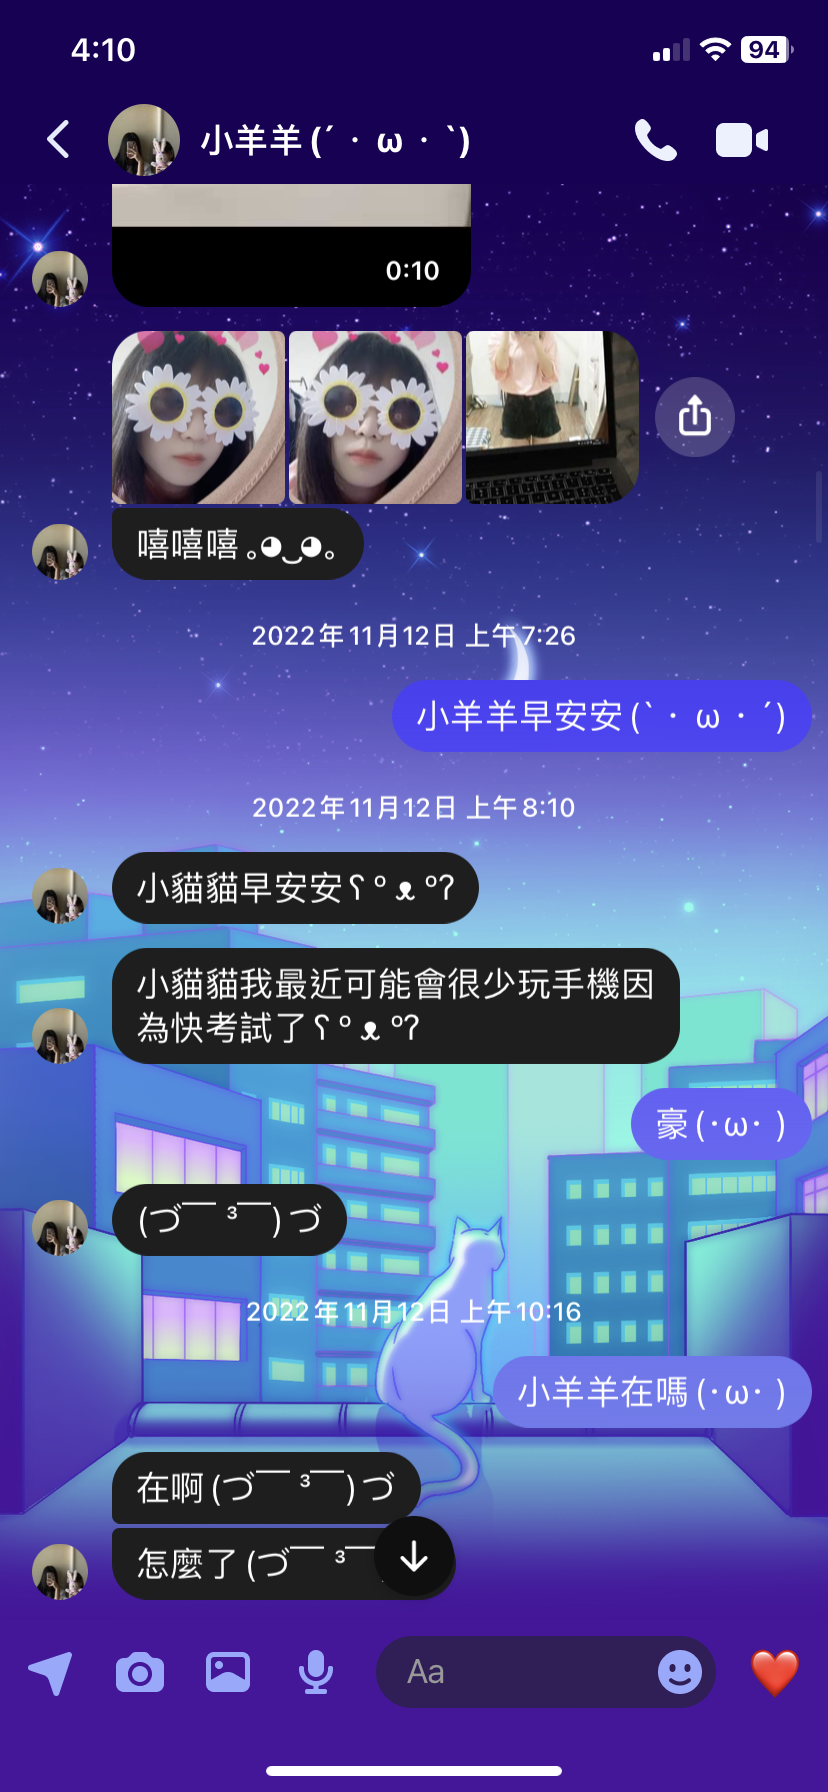 4:10
94
小羊羊 (´・ω・`)
0:10
嘻嘻嘻 ｡◕‿◕｡
2022年11月12日 上午7:26
小羊羊早安安 (`・ω・´)
2022年11月12日 上午8:10
小貓貓早安安ʕ º ᴥ ºʔ
小貓貓我最近可能會很少玩手機因
為快考試了ʕ º ᴥ ºʔ
豪 (·ω· )
(づ￣ ³￣)づ
2022年11月12日 上午10:16
小羊羊在嗎 (·ω· )
在啊 (づ￣ ³￣)づ
怎麼了 (づ￣ ³￣
Aa